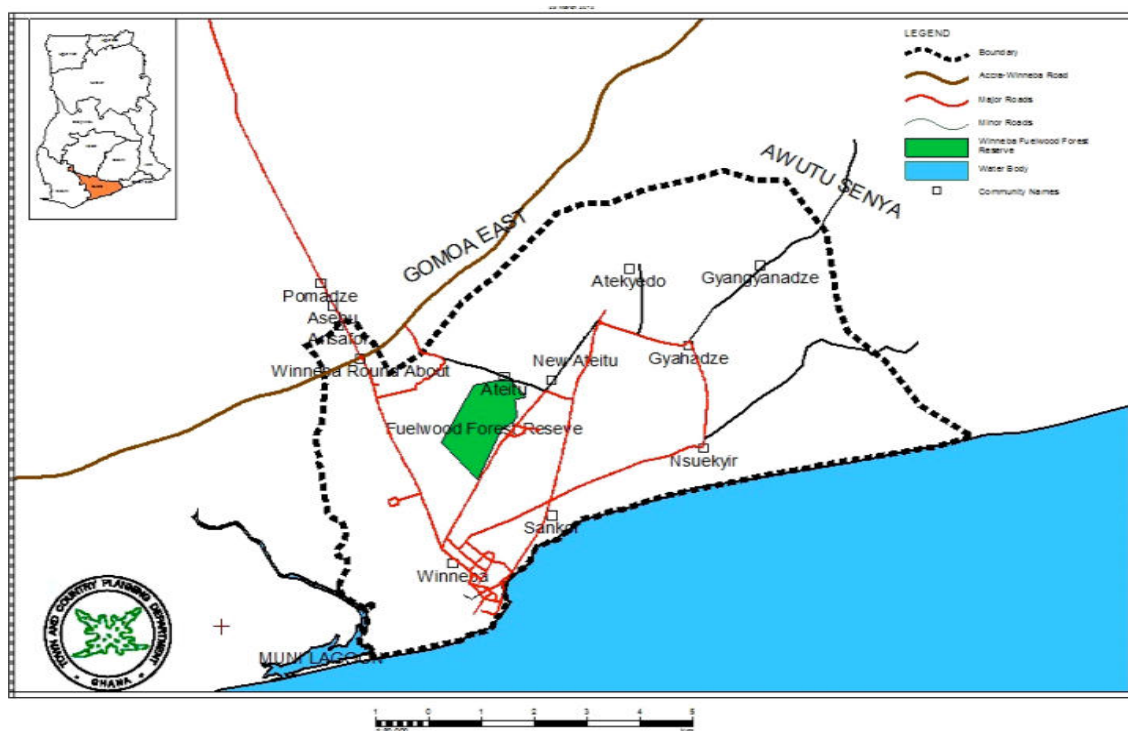 LEGEND
Boundary
Accra-Winneba Road
Major Roads
Minor Roads
Winneba Fuelwood Forest
Reserve
Water Body
Community Names
AWUTU SENYA
GOMOA EAST
Atekyedo
Gyangyanadze
Pomadze
Asebu
Ansafor
Winneba Round About
New Ateitu
Gyahadze
Ateitu
Fuelwood Forest Reseve
Nsuekyir
Sankor
Winneba
MUNI LAGOON
TOWN AND COUNTRY PLANNING DEPARTMENT
GHANA
1 0 1 2 3 4 5